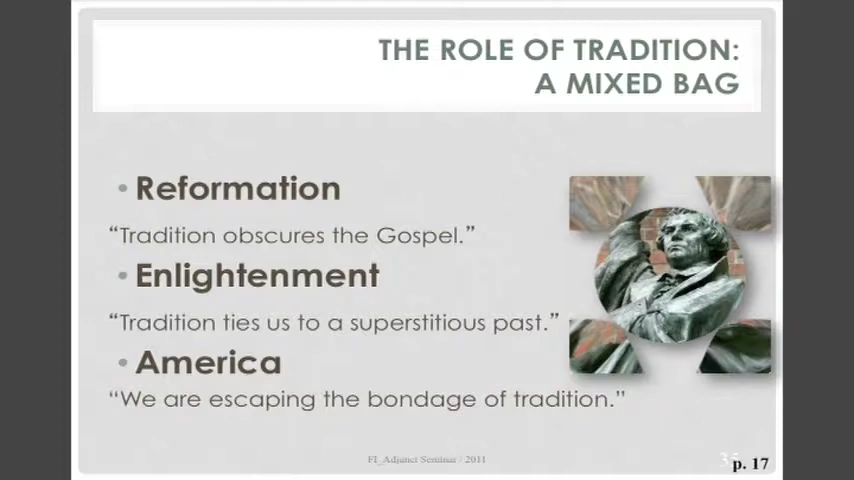 THE ROLE OF TRADITION:
A MIXED BAG
• Reformation
“Tradition obscures the Gospel.”
• Enlightenment
“Tradition ties us to a superstitious past.”
• America
“We are escaping the bondage of tradition.”
FI_Adjunct Seminar / 2011
p. 17